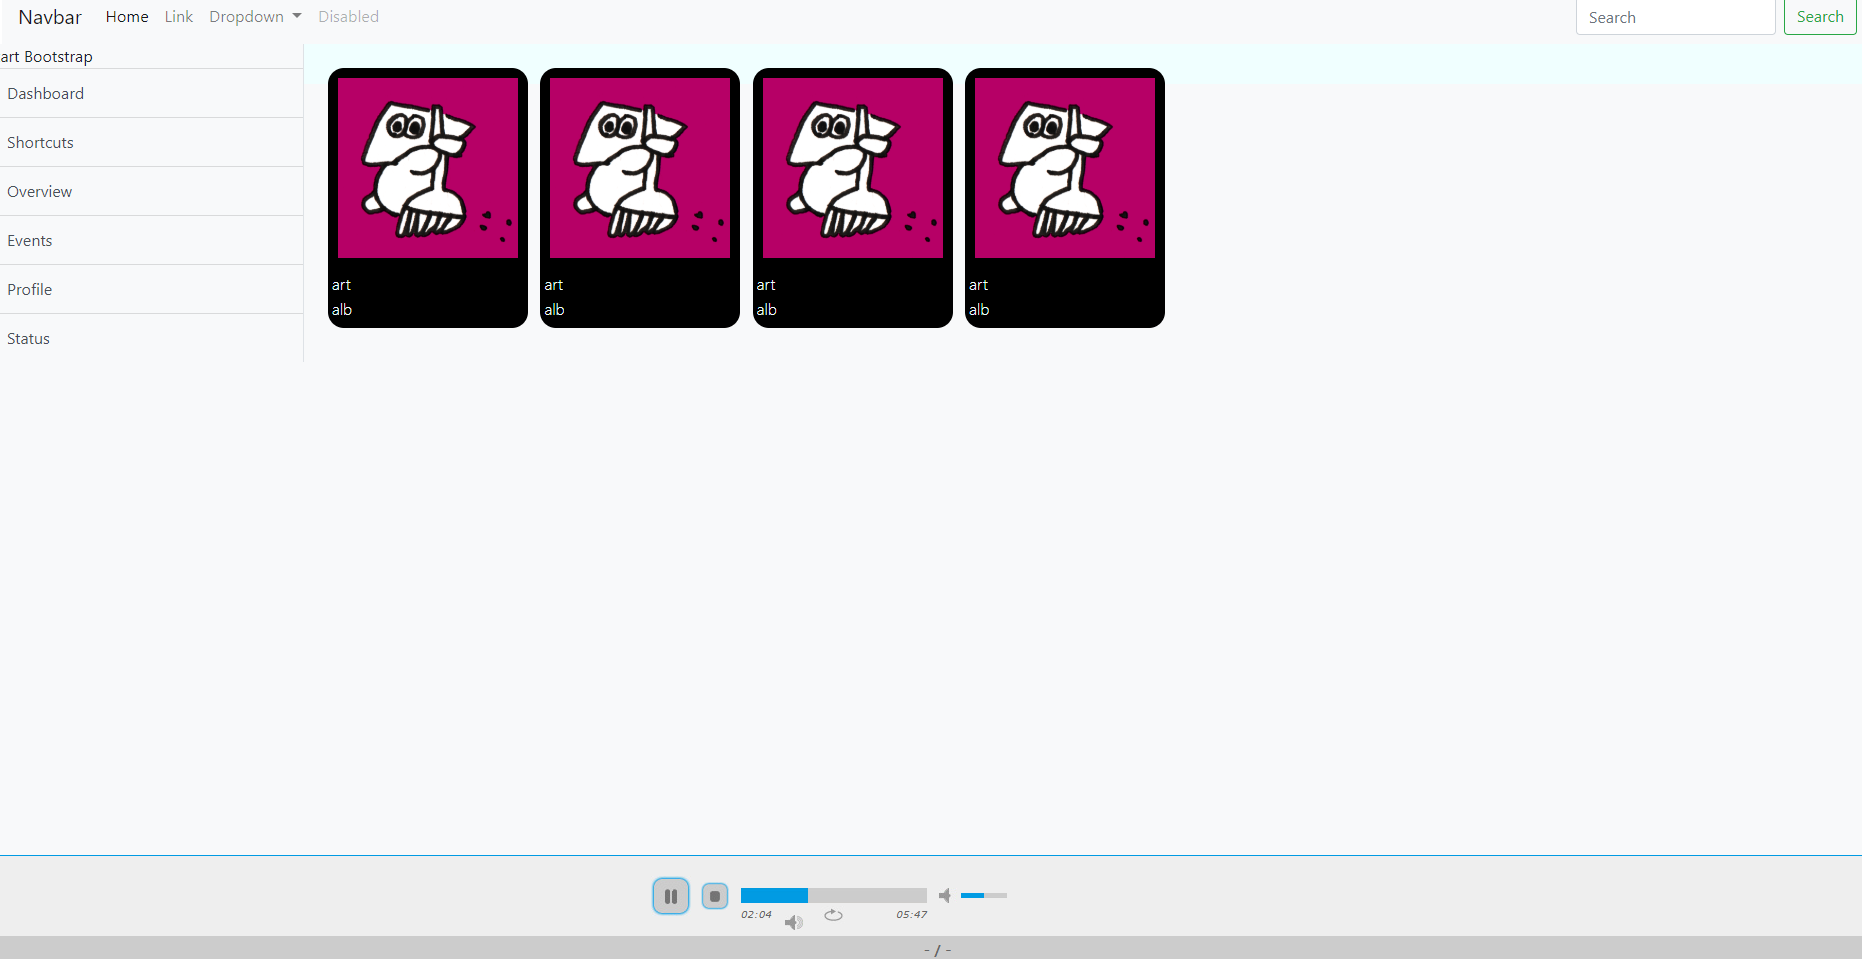 Navbar Home Link Dropdown Disabled Search Search
art Bootstrap
Dashboard
Shortcuts
Overview
Events
Profile
Status
art art art art
alb alb alb alb
02:04 05:47
- / -